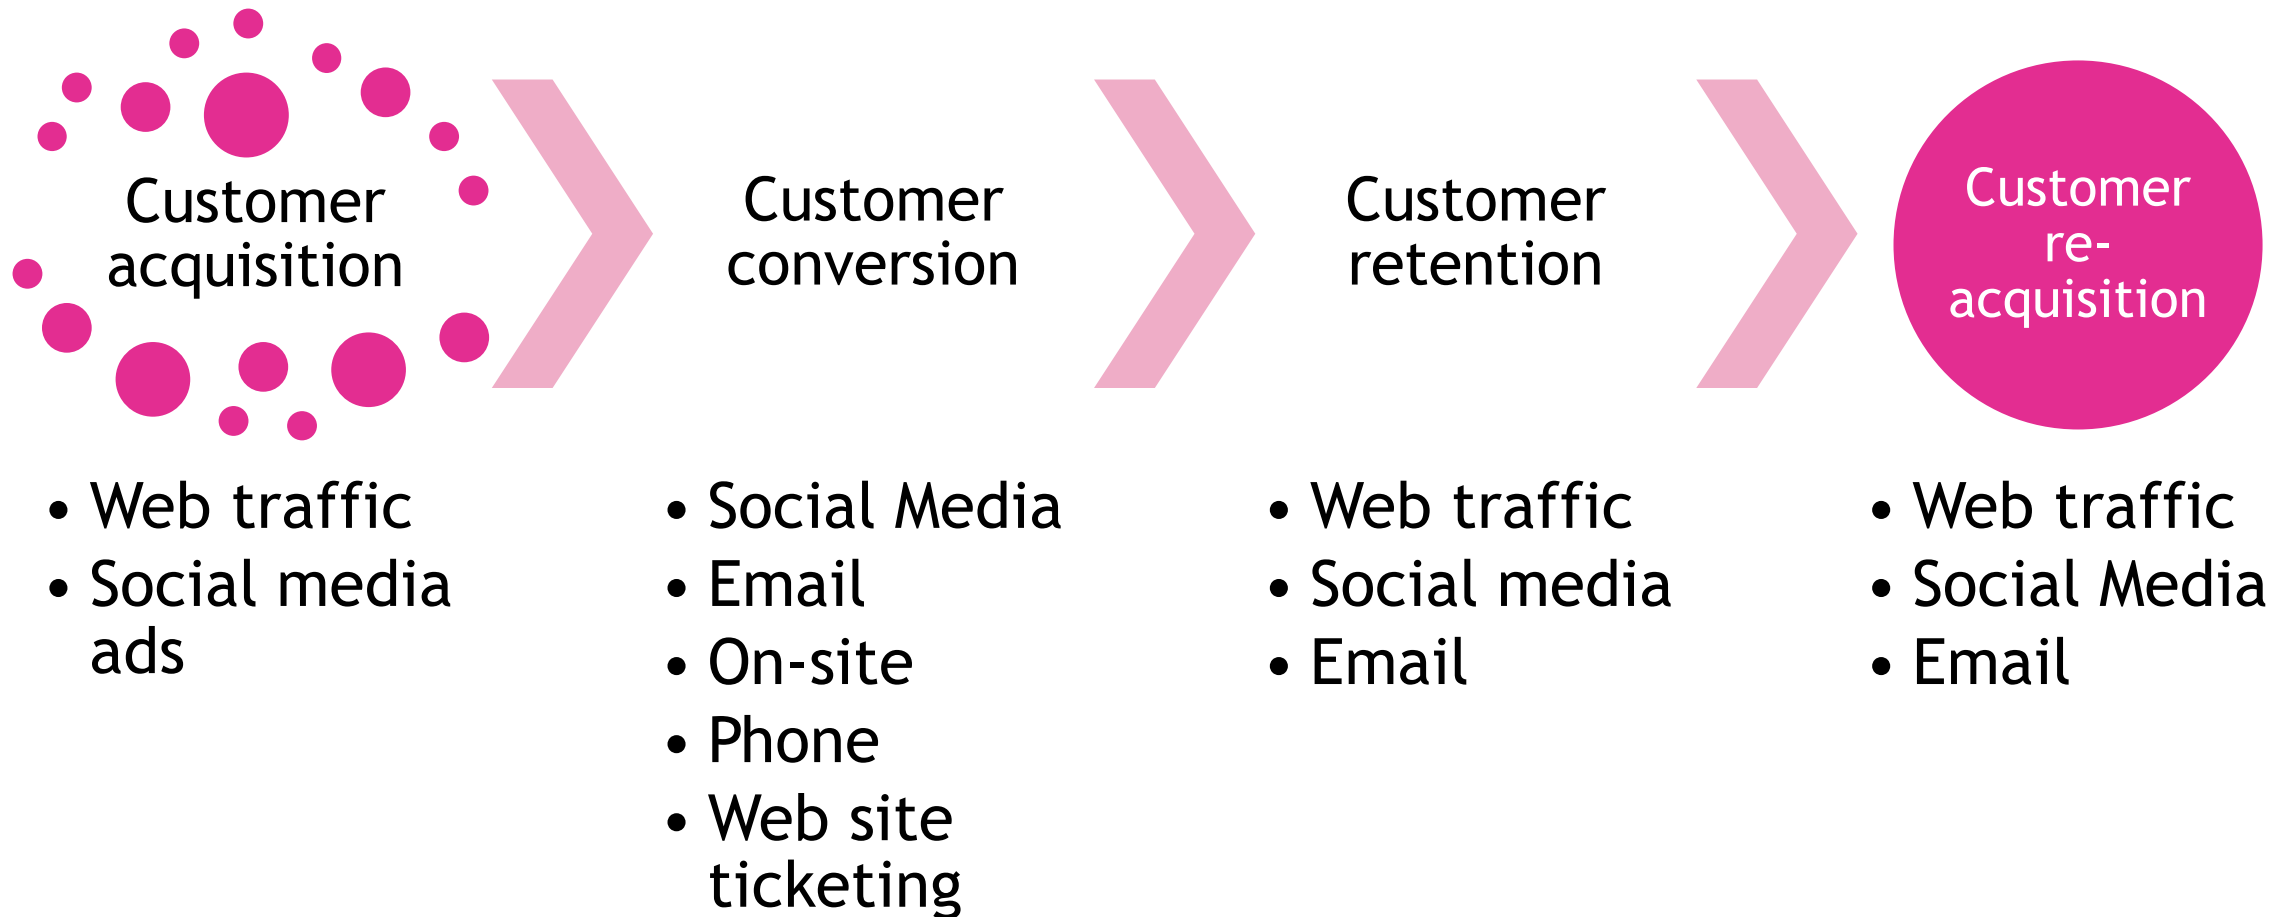 Customer
acquisition
• Web traffic
• Social media
ads
Customer
conversion
• Social Media
• Email
• On-site
• Phone
• Web site
ticketing
Customer
retention
• Web traffic
• Social media
• Email
Customer
re-
acquisition
• Web traffic
• Social Media
• Email